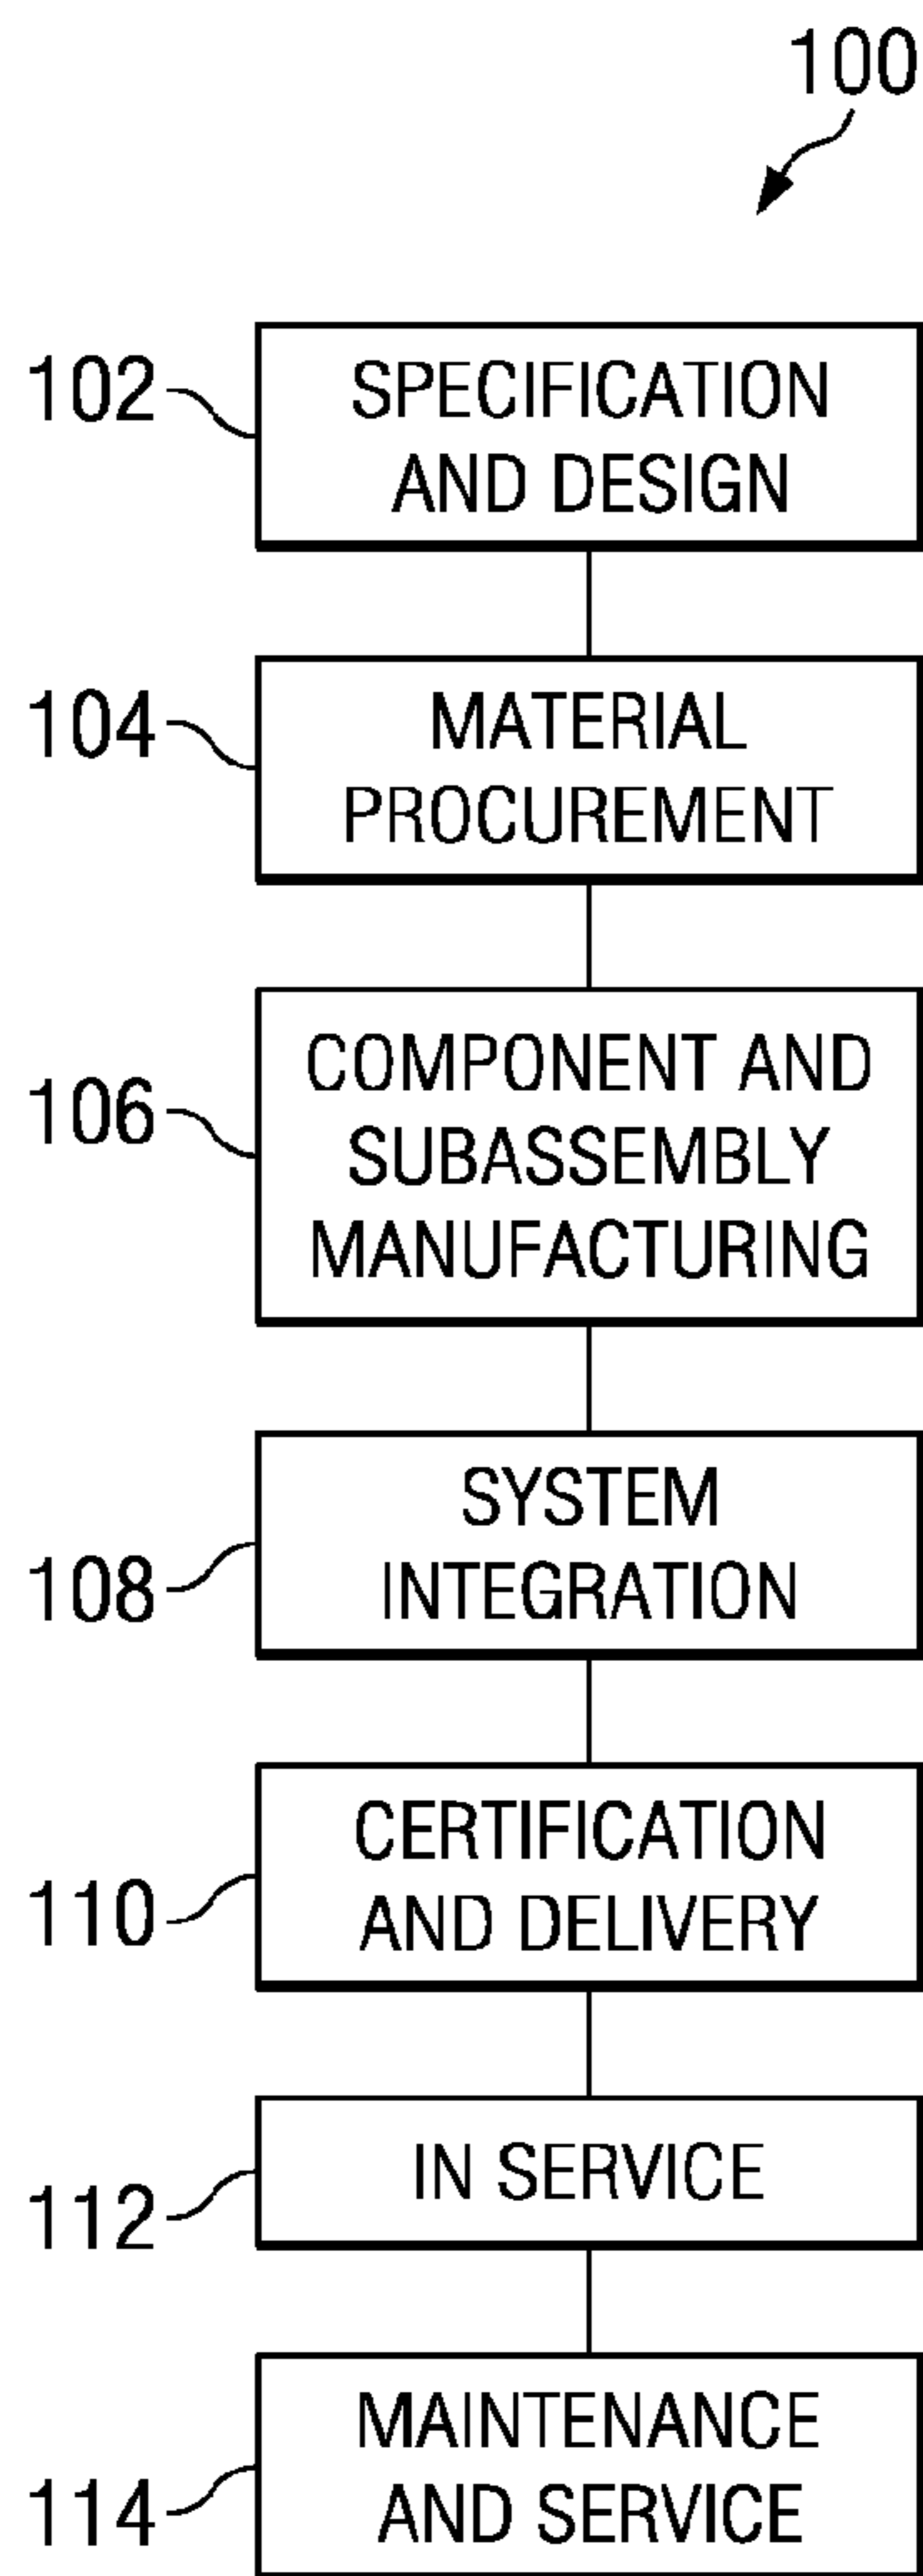 100
102
SPECIFICATION
AND DESIGN
104
MATERIAL
PROCUREMENT
106
COMPONENT AND
SUBASSEMBLY
MANUFACTURING
108
SYSTEM
INTEGRATION
110
CERTIFICATION
AND DELIVERY
112
IN SERVICE
114
MAINTENANCE
AND SERVICE